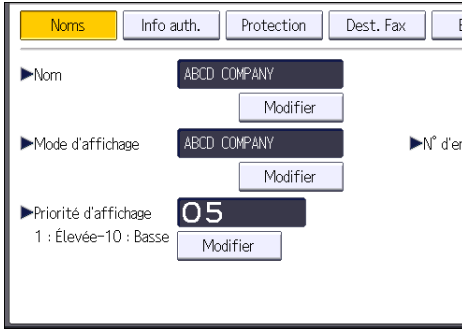 Noms Info auth. Protection Dest. Fax
►Nom ABCD COMPANY
Modifier
►Mode d'affichage ABCD COMPANY ►N° d'er
Modifier
►Priorité d'affichage 05
1 : Élevée-10 : Basse Modifier